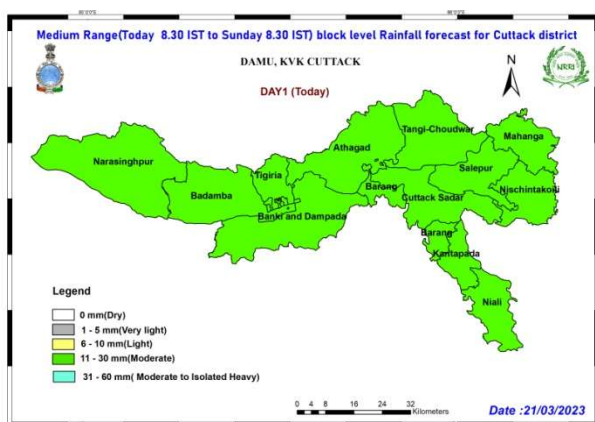 Medium Range(Today 8.30 IST to Sunday 8.30 IST) block level Rainfall forecast for Cuttack district
DAMU, KVK CUTTACK
NRRI
N
DAY1 (Today)
Tangi-Choudwar
Mahanga
Athagad
Narasinghpur
Salepur
Tigiria
Badamba
Barang
Nischintakoili
Cuttack Sadar
Banki and Dampada
Barang
Kantapada
Niali
Legend
0 mm(Dry)
1 - 5 mm(Very light)
6 - 10 mm(Light)
11 - 30 mm(Moderate)
31 - 60 mm( Moderate to Isolated Heavy)
0 4 8 16 24 32
Kilometers
Date :21/03/2023